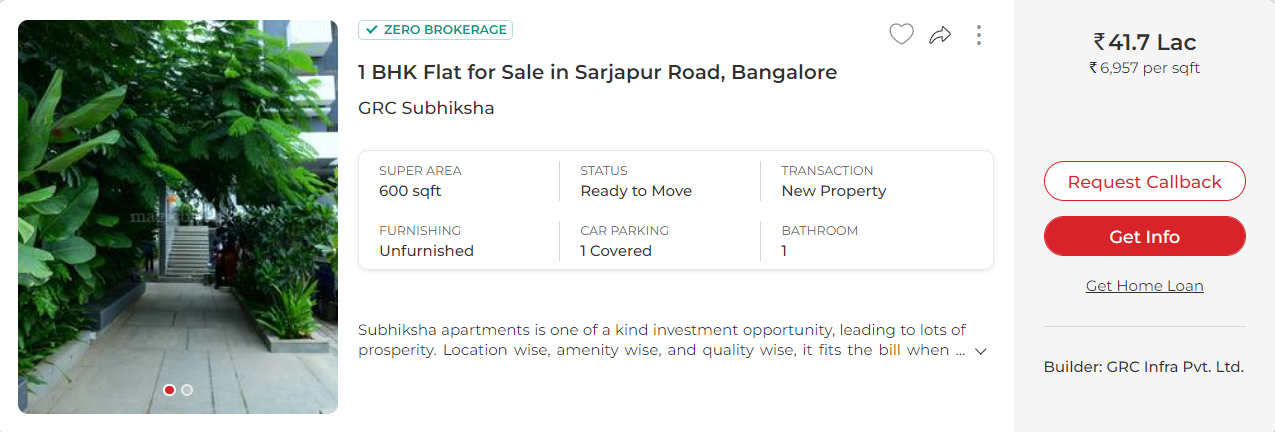 ZERO BROKERAGE
1 BHK Flat for Sale in Sarjapur Road, Bangalore
GRC Subhiksha
SUPER AREA
600 sqft
STATUS
Ready to Move
TRANSACTION
New Property
FURNISHING
Unfurnished
CAR PARKING
1 Covered
BATHROOM
1
Subhiksha apartments is one of a kind investment opportunity, leading to lots of
prosperity. Location wise, amenity wise, and quality wise, it fits the bill when ...
₹41.7 Lac
₹6,957 per sqft
Request Callback
Get Info
Get Home Loan
Builder: GRC Infra Pvt. Ltd.